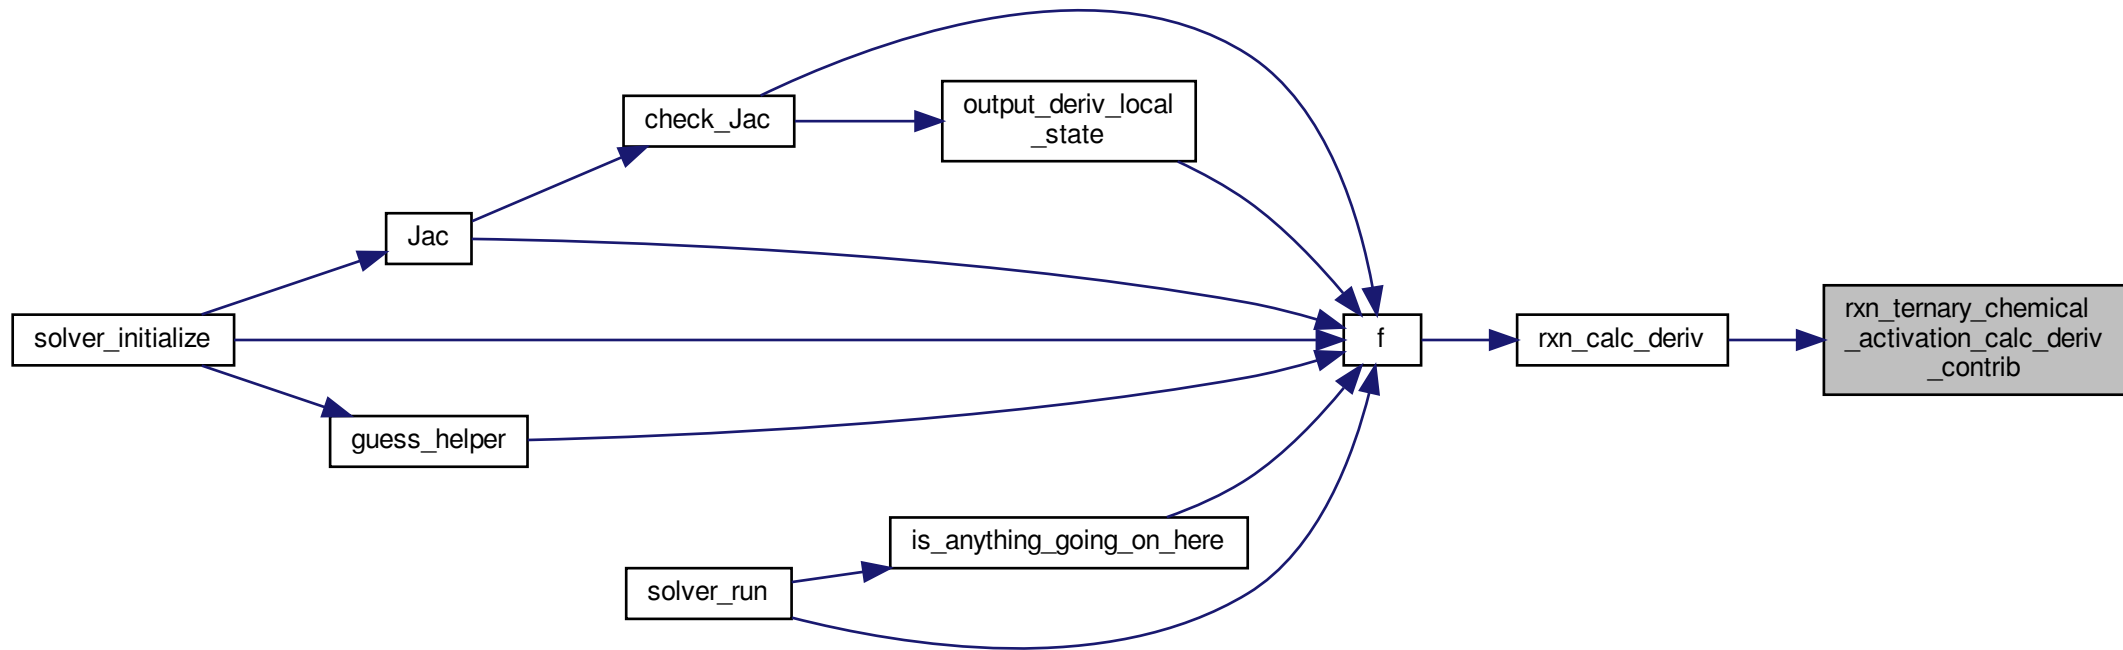 check_Jac
output_deriv_local
_state
Jac
solver_initialize
guess_helper
is_anything_going_on_here
solver_run
f
rxn_calc_deriv
rxn_ternary_chemical
_activation_calc_deriv
_contrib